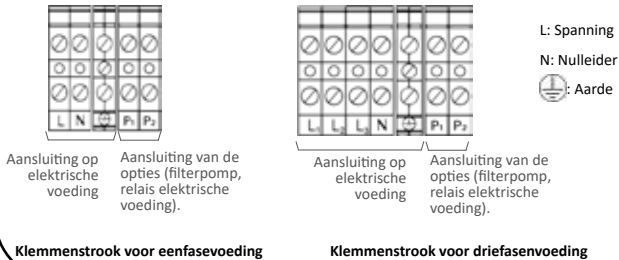 L: Spanning
N: Nulleider
: Aarde
L N P₁ P₂
L₁ L₂ L₃ N P₁ P₂
Aansluiting op
elektrische
voeding
Aansluiting van de
opties (filterpomp,
relais elektrische
voeding).
Aansluiting op
elektrische
voeding
Aansluiting van de
opties (filterpomp,
relais elektrische
voeding).
Klemmenstrook voor eenfasevoeding
Klemmenstrook voor driefasenvoeding